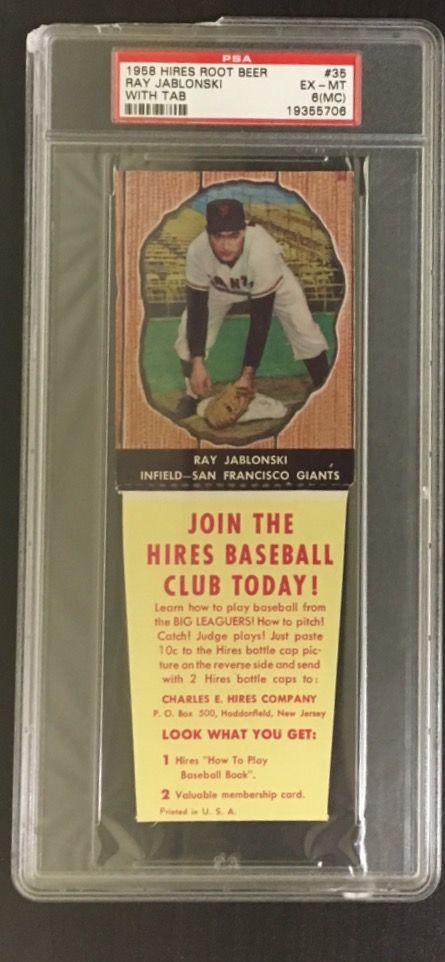 PSA
1958 HIRES ROOT BEER #35
RAY JABLONSKI EX-MT
WITH TAB 6(MC)
19355706
RAY JABLONSKI
INFIELD—SAN FRANCISCO GIANTS
JOIN THE
HIRES BASEBALL
CLUB TODAY!
Learn how to play baseball from
the BIG LEAGUERS! How to pitch!
Catch! Judge plays! Just paste
10c to the Hires bottle cap pic-
ture on the reverse side and send
with 2 Hires bottle caps to:
CHARLES E. HIRES COMPANY
P. O. Box 500, Haddonfield, New Jersey
LOOK WHAT YOU GET:
1 Hires "How To Play
Baseball Book".
2 Valuable membership card.
Printed in U. S. A.